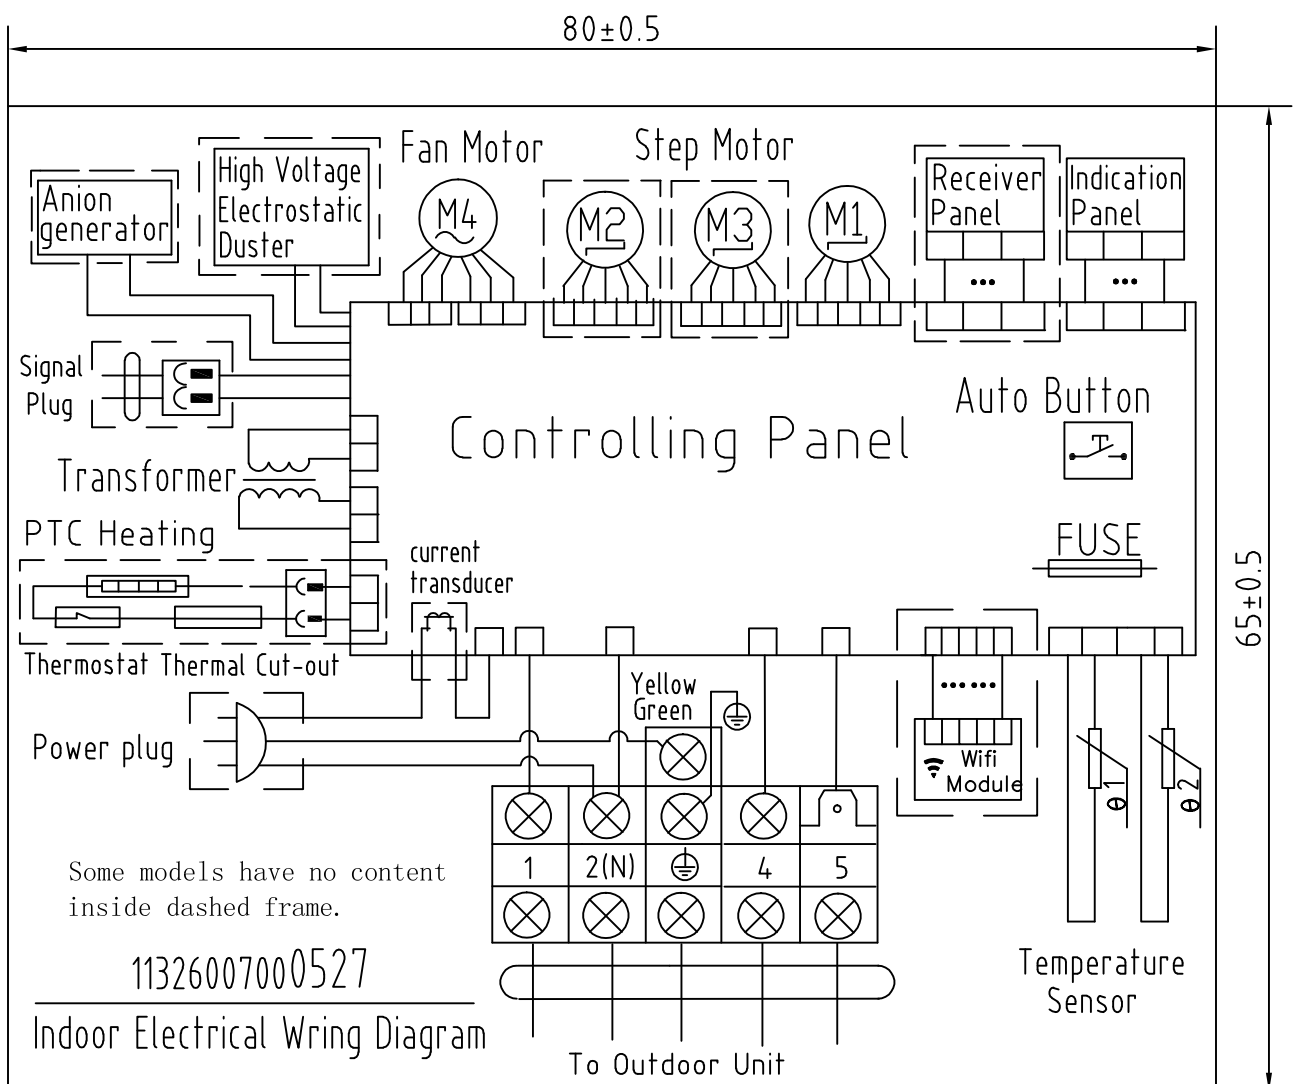 80±0.5
Fan Motor
Step Motor
High Voltage
Electrostatic
Duster
Anion
generator
M4
M2
M3
M1
Receiver
Panel
Indication
Panel
Signal
Plug
Controlling Panel
Auto Button
Transformer
PTC Heating
FUSE
current
transducer
65±0.5
Thermostat
Thermal Cut-out
Yellow
Green
Power plug
Wifi
Module
θ1
θ2
1
2(N)
4
5
Some models have no content
inside dashed frame.
11326007000527
Indoor Electrical Wring Diagram
Temperature
Sensor
To Outdoor Unit